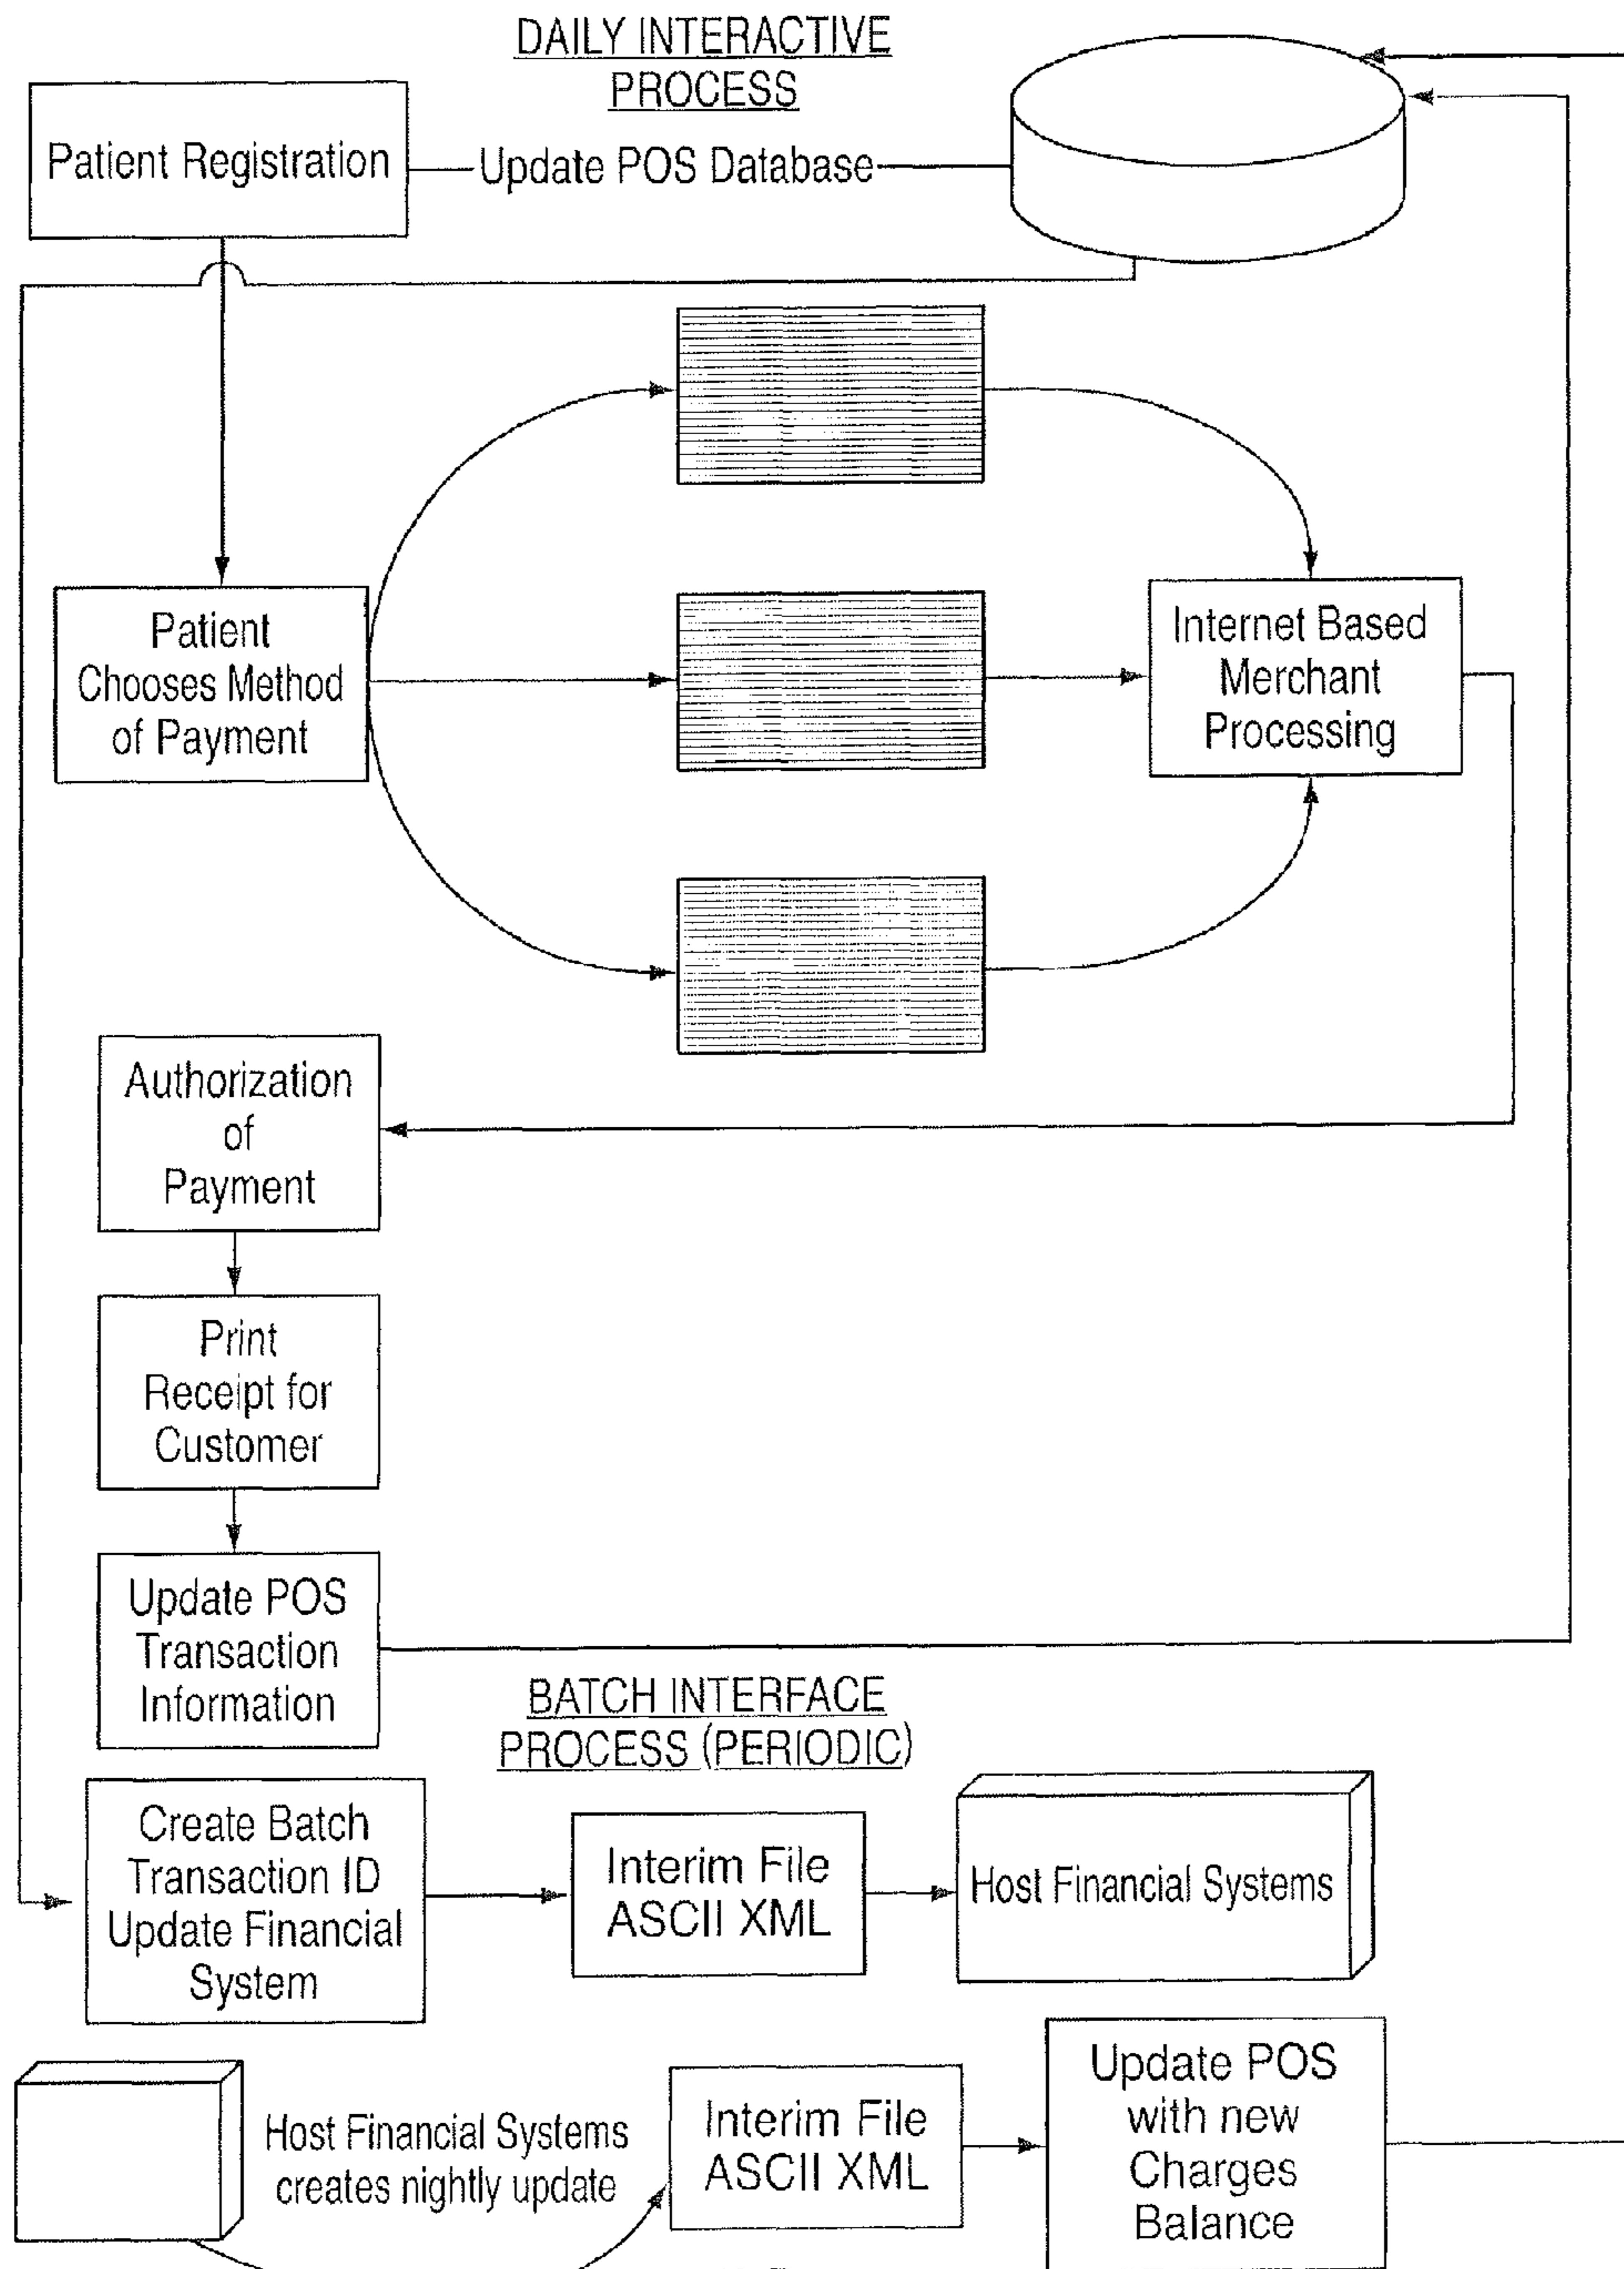 DAILY INTERACTIVE
PROCESS
Patient Registration
Update POS Database
Patient
Chooses Method
of Payment
Internet Based
Merchant
Processing
Authorization
of
Payment
Print
Receipt for
Customer
Update POS
Transaction
Information
BATCH INTERFACE
PROCESS (PERIODIC)
Create Batch
Transaction ID
Update Financial
System
Interim File
ASCII XML
Host Financial Systems
Host Financial Systems
creates nightly update
Interim File
ASCII XML
Update POS
with new
Charges
Balance